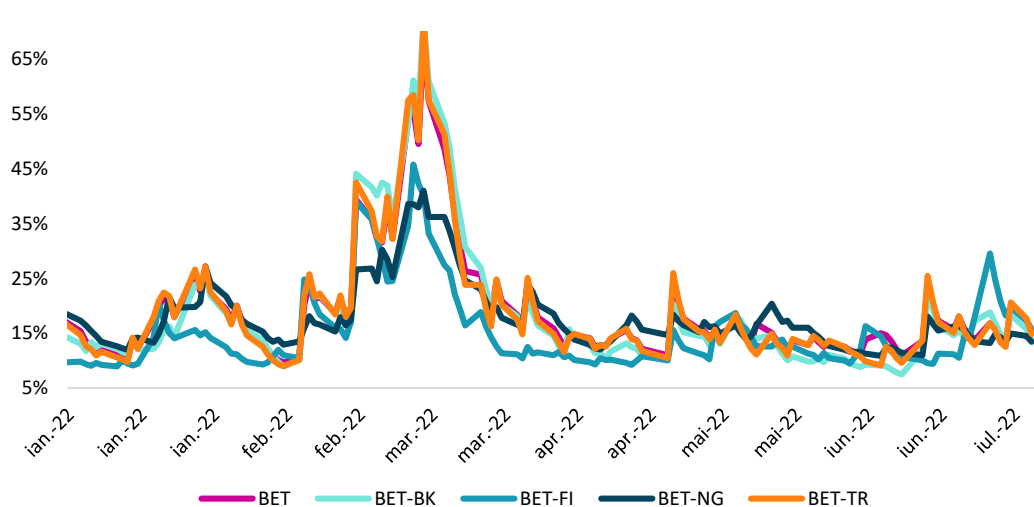 65%
55%
45%
35%
25%
15%
5%
ian.-22
ian.-22
ian.-22
feb.-22
feb.-22
mar.-22
mar.-22
apr.-22
apr.-22
mai-22
mai-22
iun.-22
iun.-22
iul.-22
BET BET-BK BET-FI BET-NG BET-TR